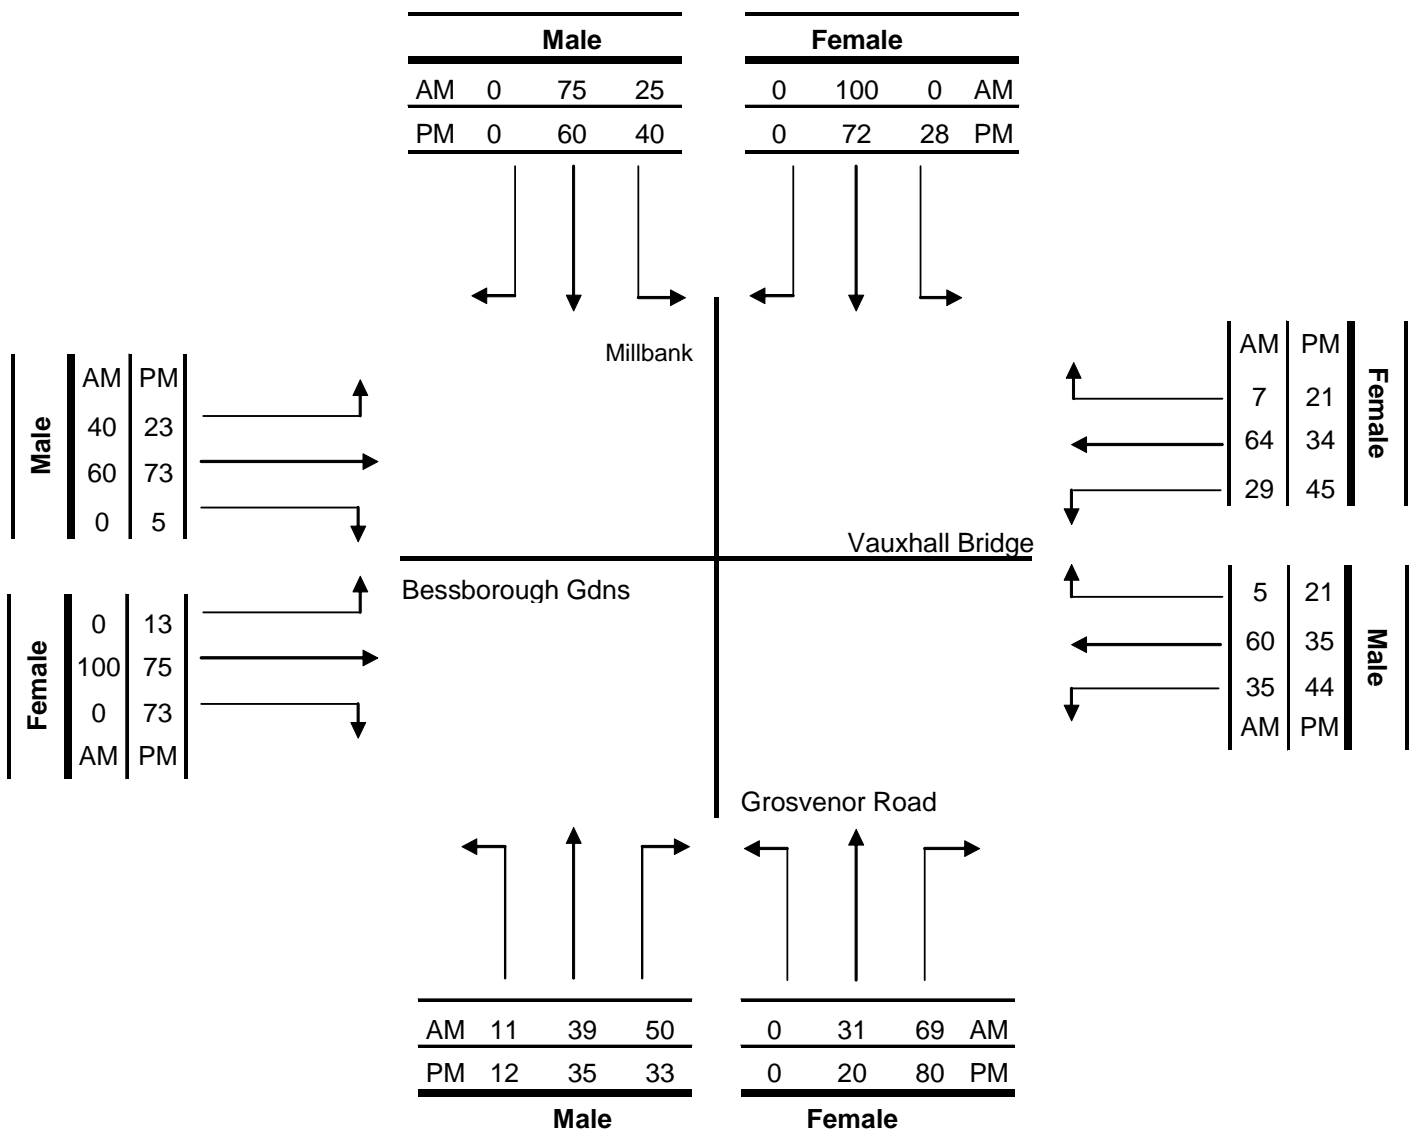 Male Female
AM 0 75 25 0 100 0 AM
PM 0 60 40 0 72 28 PM
Millbank
Male
AM PM
40 23
60 73
0 5
AM PM
7 21
64 34
29 45
Female
Vauxhall Bridge
Bessborough Gdns
Female
0 13
100 75
0 73
AM PM
5 21
60 35
35 44
AM PM
Male
Grosvenor Road
AM 11 39 50 0 31 69 AM
PM 12 35 33 0 20 80 PM
Male Female